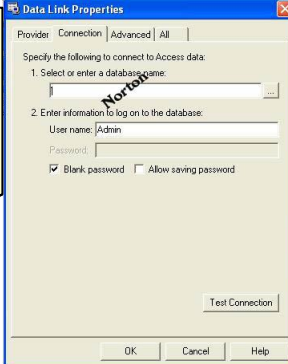 Data Link Properties
Provider Connection Advanced All
Specify the following to connect to Access data:
1. Select or enter a database name:
...
Norton
2. Enter information to log on to the database:
User name: Admin
Password:
Blank password Allow saving password
Test Connection
OK Cancel Help